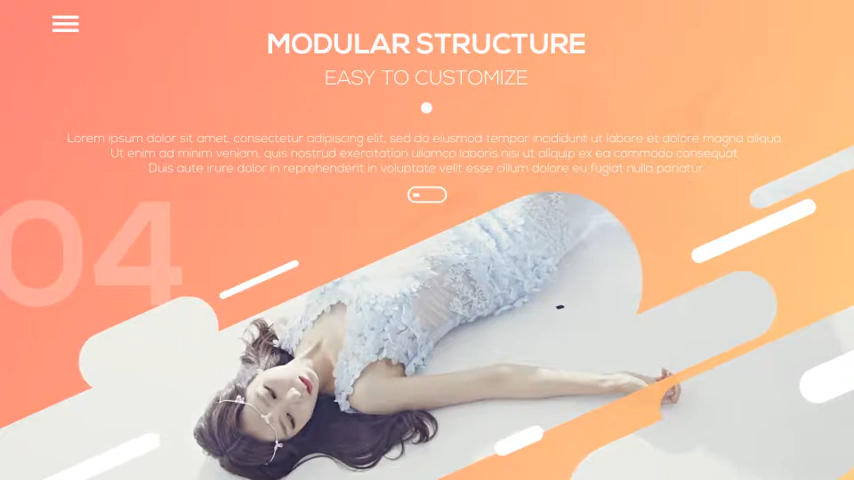 MODULAR STRUCTURE
EASY TO CUSTOMIZE
Lorem ipsum dolor sit amet, consectetur adipiscing elit, sed do eiusmod tempor incididunt ut labore et dolore magna aliqua.
Ut enim ad minim veniam, quis nostrud exercitation ullamco laboris nisi ut aliquip ex ea commodo consequat.
Duis aute irure dolor in reprehenderit in voluptate velit esse cillum dolore eu fugiat nulla pariatur.
04